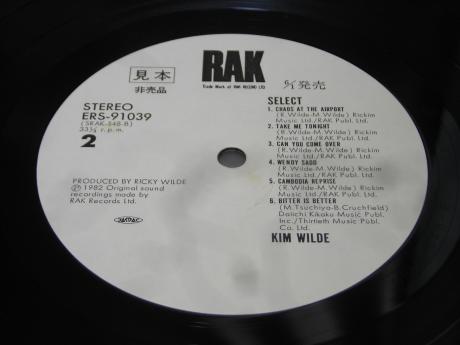 RAK
Trade Mark of RAK RECORD LTD
見本
非売品
発売
STEREO
ERS-91039
(SRAK-548-B)
33⅓ r.p.m.
2
SELECT
1. CHAOS AT THE AIRPORT
(R.Wilde-M.Wilde) Rickim
Music Ltd./RAK Publ. Ltd.
2. TAKE ME TONIGHT
(R.Wilde-M.Wilde) Rickim
Music Ltd./RAK Publ. Ltd.
3. CAN YOU COME OVER
(R.Wilde-M.Wilde) Rickim
Music Ltd./RAK Publ. Ltd.
4. WENDY SADD
(R.Wilde-M.Wilde) Rickim
Music Ltd./RAK Publ. Ltd.
5. CAMBODIA REPRISE
(R.Wilde-M.Wilde) Rickim
Music Ltd./RAK Publ. Ltd.
6. BITTER IS BETTER
(M.Tsuchiya-B.Cruchfield)
Daiichi Kikaku Music Publ.
Inc./Thirtieth Music Publ.
Co. Ltd.
KIM WILDE
PRODUCED BY RICKY WILDE
Ⓟ 1982 Original sound
recordings made by
RAK Records Ltd.
JASRAC